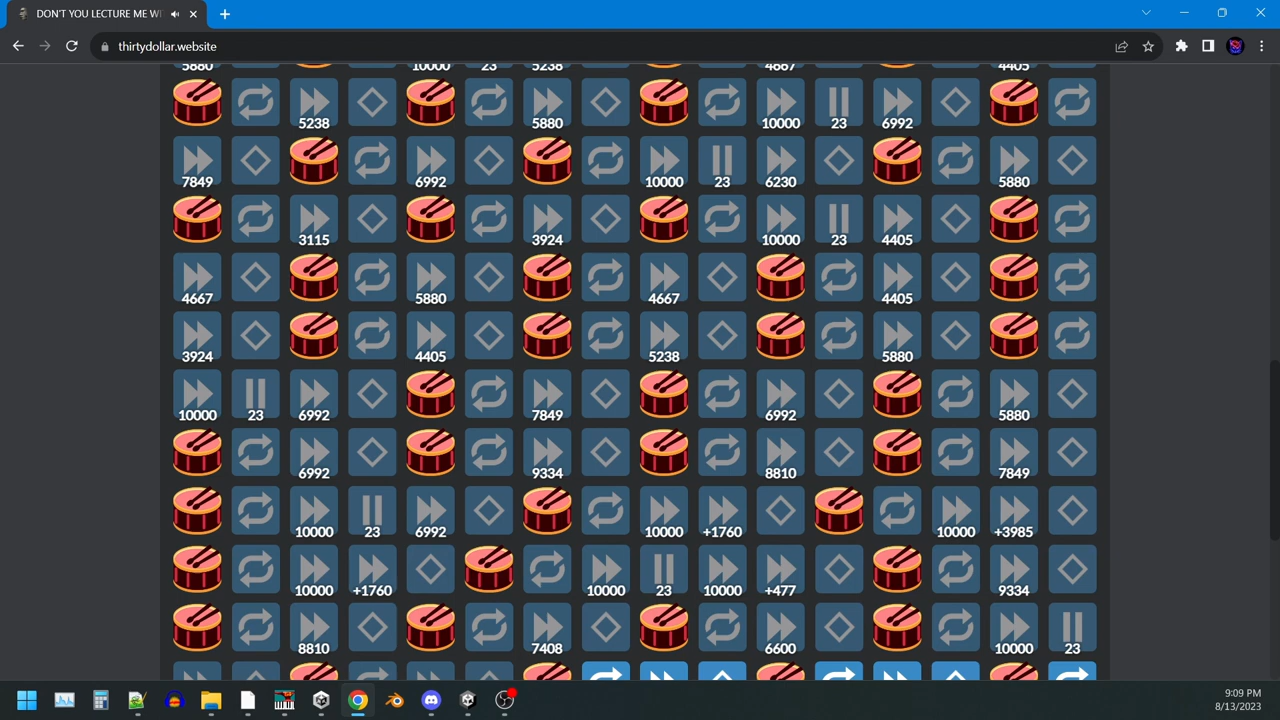 DON'T YOU LECTURE ME WI
thirtydollar.website
5880 10000 23 5238 4667 4405
5238 5880 10000 23 6992
7849 6992 10000 23 6230 5880
3115 3924 10000 23 4405
4667 5880 4667 4405
3924 4405 5238 5880
10000 23 6992 7849 6992 5880
6992 9334 8810 7849
10000 23 6992 10000 +1760 10000 +3985
10000 +1760 10000 23 10000 +477 9334
8810 7408 6600 10000 23
9:09 PM
8/13/2023